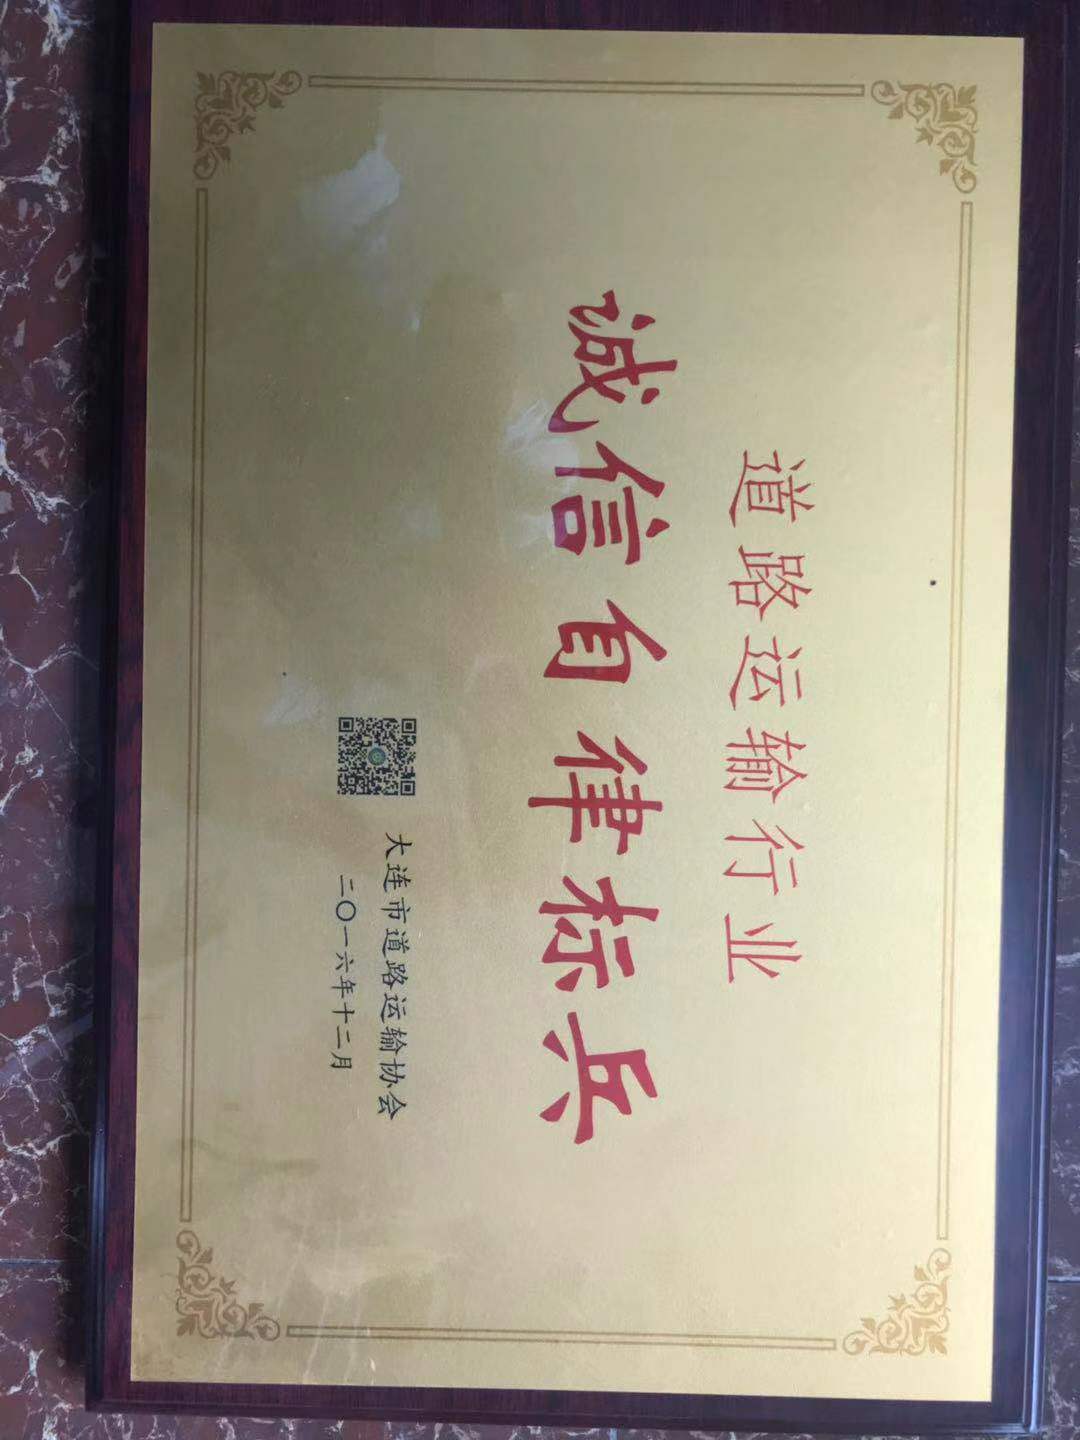 道路运输行业
诚信自律标兵
大连市道路运输协会
二〇一六年十二月